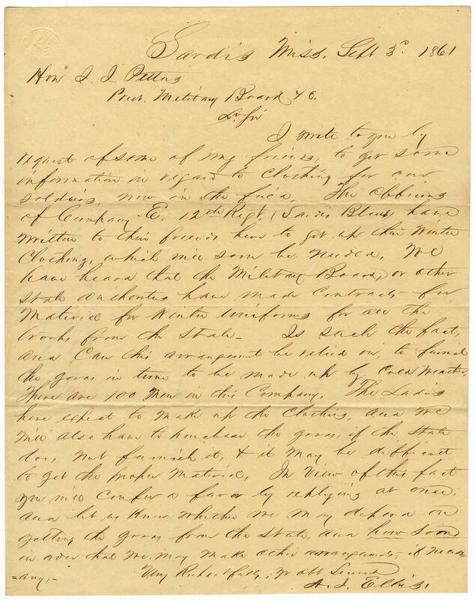 Sardis Miss, Sept 3d 1861
Hon J J Pettus
Prest. Military Board &c.
Dr Sir
I write to you by
request of some of my friends, to get some
information in regard to Clothing for our
soldiers, now in the field. The Officers
of Company E. 12th Regt, (Sardis Blues) have
written to their friends here to get up their Winter
Clothing, which will soon be needed. We
have heard that the Military Board, or other
State authorities have made Contracts for
Material for Winter Uniforms for all the
troops from the State - Is such the fact,
and Can this arrangement be relied on, to furnish
the goods in time to be made up by Cold Weather
There are 100 Men in this Company. The Ladies
here expect to make up the Clothing, and we
will also have to purchase the goods if the State
does not furnish it, & it may be difficult
to get the proper Material. In view of this fact
you will Confer a favor by replying at once,
and let us know whether we may depend on
getting the goods from the State, and how soon
in order that we may make other arrangements, if necess
=ary, -
Very Respectfully, Yr obt Servant
A. J. Ellis.